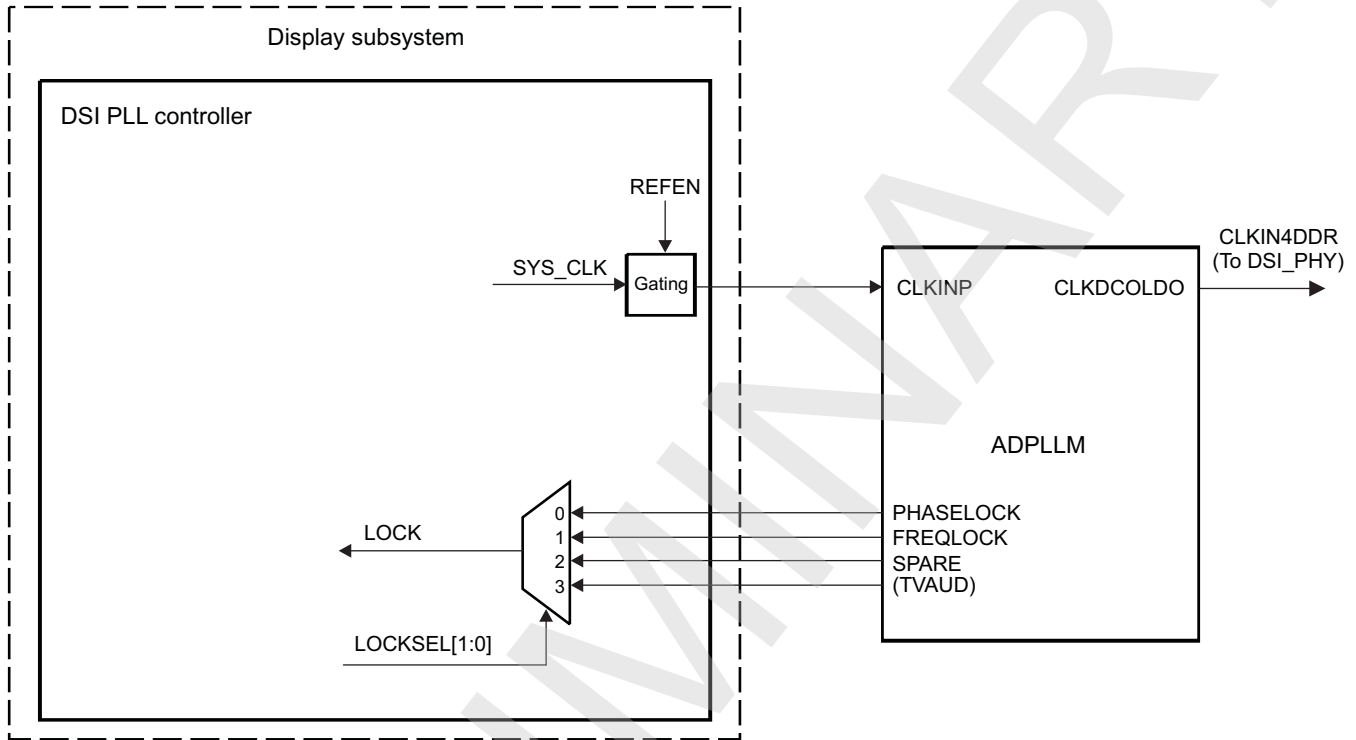 Display subsystem
DSI PLL controller
REFEN
SYS_CLK
Gating
CLKINP
CLKDCOLDO
CLKIN4DDR
(To DSI_PHY)
ADPLLM
LOCK
0
1
2
3
PHASELOCK
FREQLOCK
SPARE
(TVAUD)
LOCKSEL[1:0]